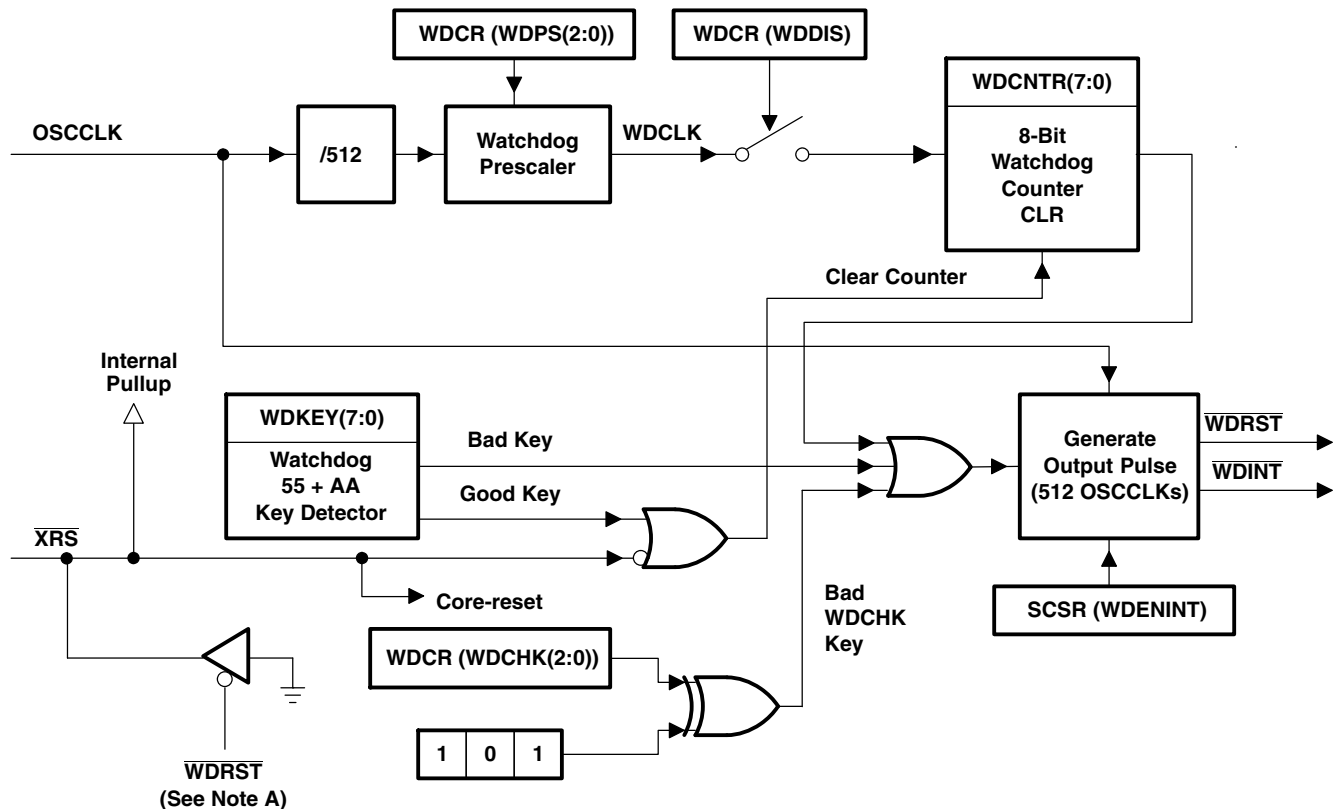 WDCR (WDPS(2:0))
WDCR (WDDIS)
WDCNTR(7:0)
OSCCLK
/512
Watchdog
Prescaler
WDCLK
8-Bit
Watchdog
Counter
CLR
Clear Counter
Internal
Pullup
WDKEY(7:0)
Watchdog
55 + AA
Key Detector
Bad Key
Good Key
Generate
Output Pulse
(512 OSCCLKs)
WDRST
WDINT
XRS
Core-reset
Bad
WDCHK
Key
SCSR (WDENINT)
WDCR (WDCHK(2:0))
1 0 1
WDRST
(See Note A)